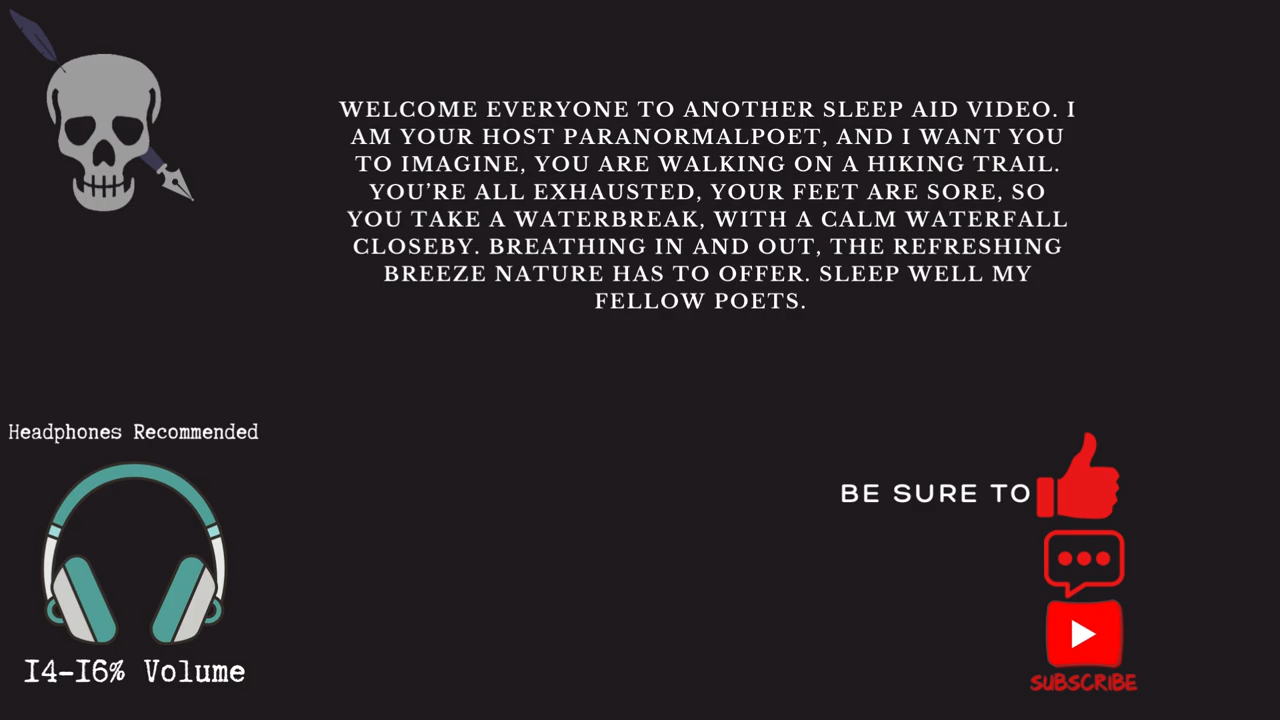 WELCOME EVERYONE TO ANOTHER SLEEP AID VIDEO. I
AM YOUR HOST PARANORMALPOET, AND I WANT YOU
TO IMAGINE, YOU ARE WALKING ON A HIKING TRAIL.
YOU'RE ALL EXHAUSTED, YOUR FEET ARE SORE, SO
YOU TAKE A WATERBREAK, WITH A CALM WATERFALL
CLOSEBY. BREATHING IN AND OUT, THE REFRESHING
BREEZE NATURE HAS TO OFFER. SLEEP WELL MY
FELLOW POETS.
Headphones Recommended
14-16% Volume
BE SURE TO
SUBSCRIBE